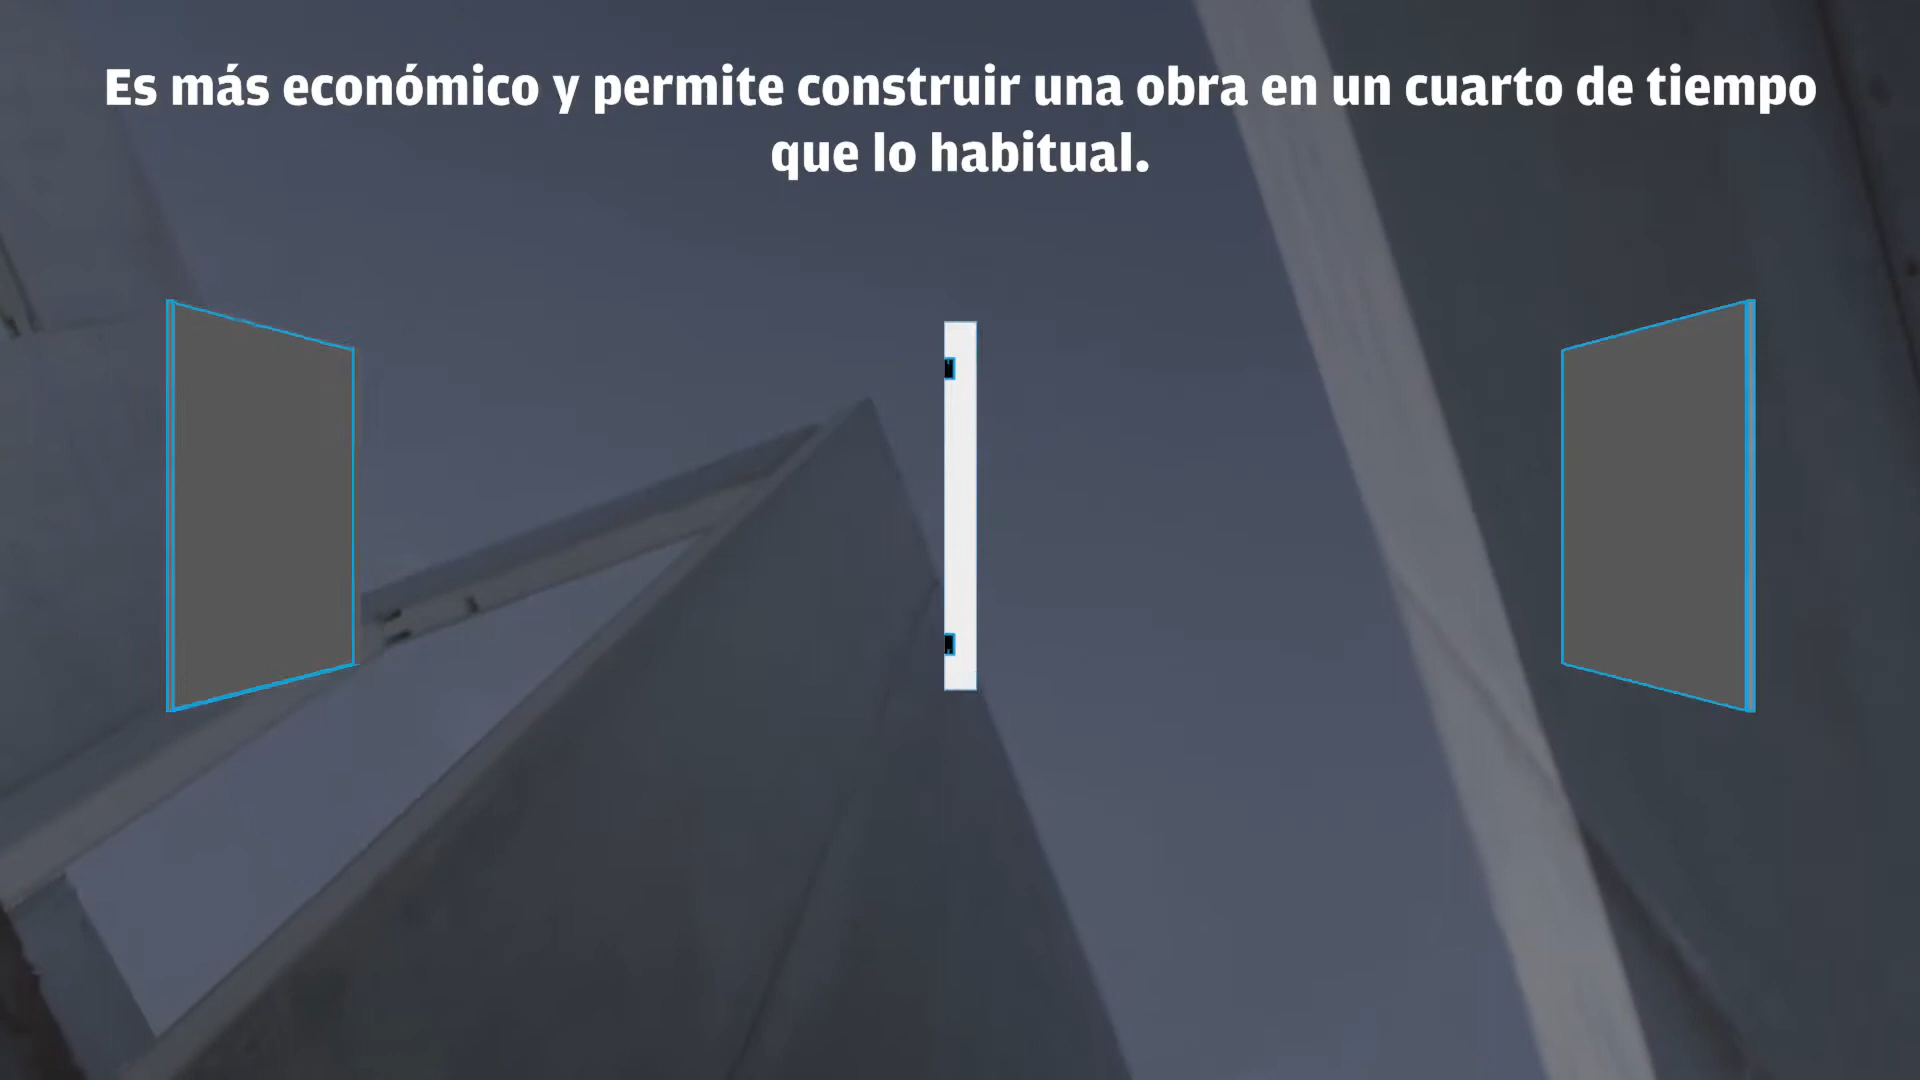 Es más económico y permite construir una obra en un cuarto de tiempo
que lo habitual.